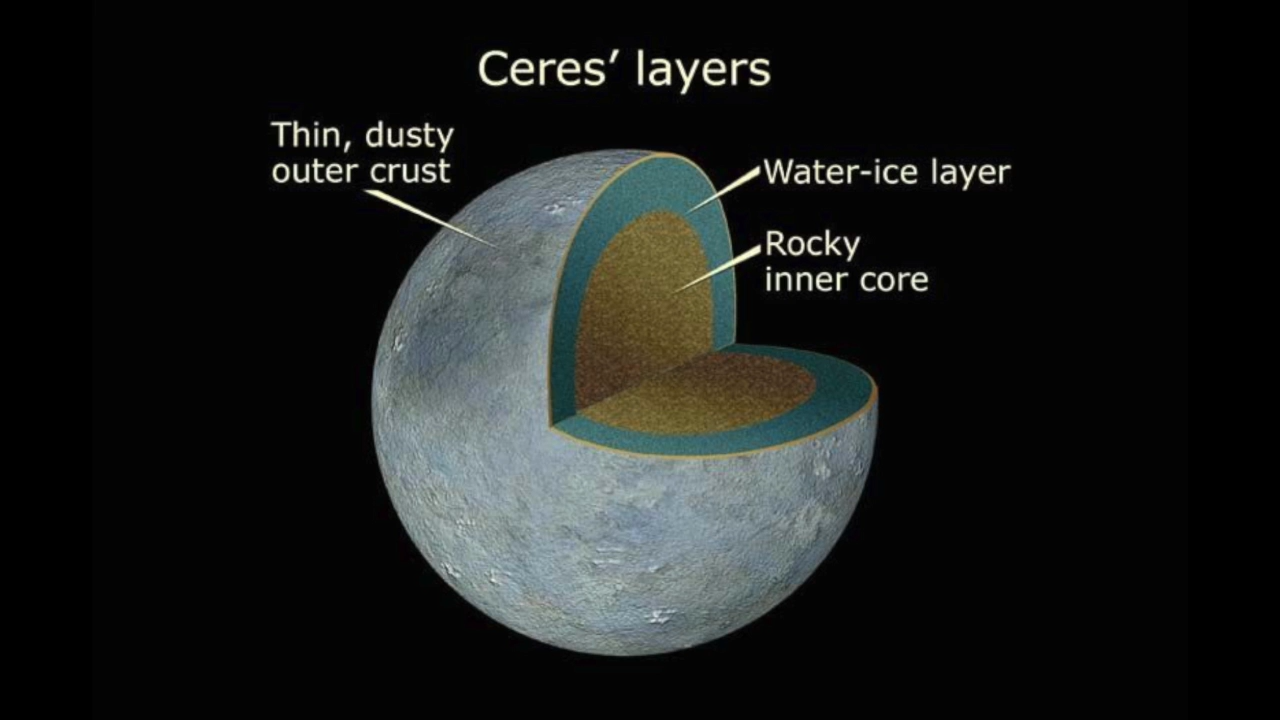 Ceres’ layers
Thin, dusty
outer crust
Water-ice layer
Rocky
inner core